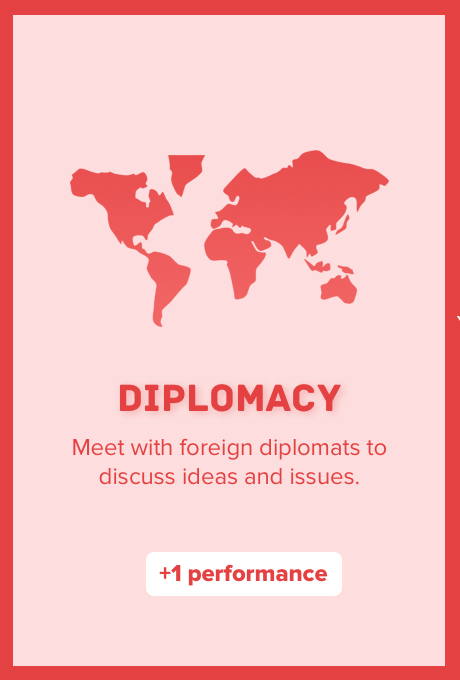 DIPLOMACY
Meet with foreign diplomats to
discuss ideas and issues.
+1 performance